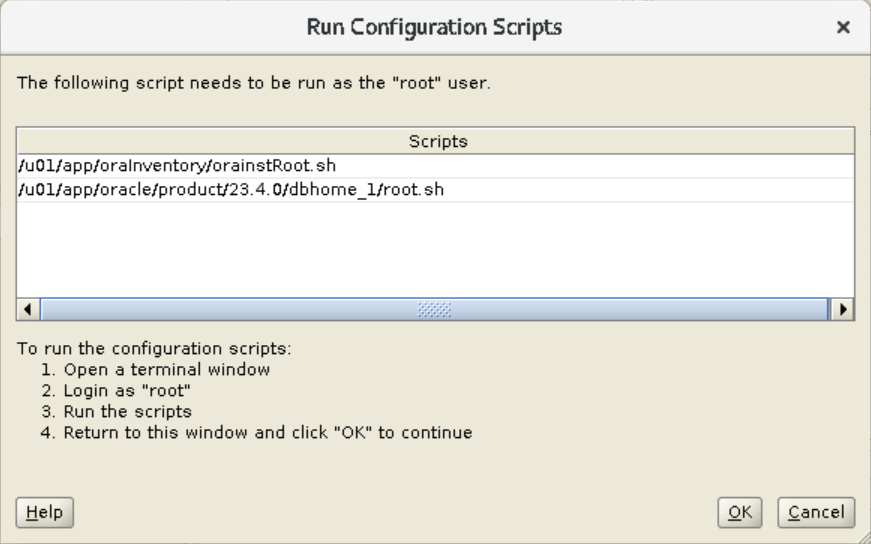 Run Configuration Scripts
The following script needs to be run as the "root" user.
Scripts
/u01/app/oraInventory/orainstRoot.sh
/u01/app/oracle/product/23.4.0/dbhome_1/root.sh
To run the configuration scripts:
1. Open a terminal window
2. Login as "root"
3. Run the scripts
4. Return to this window and click "OK" to continue
Help
OK
Cancel